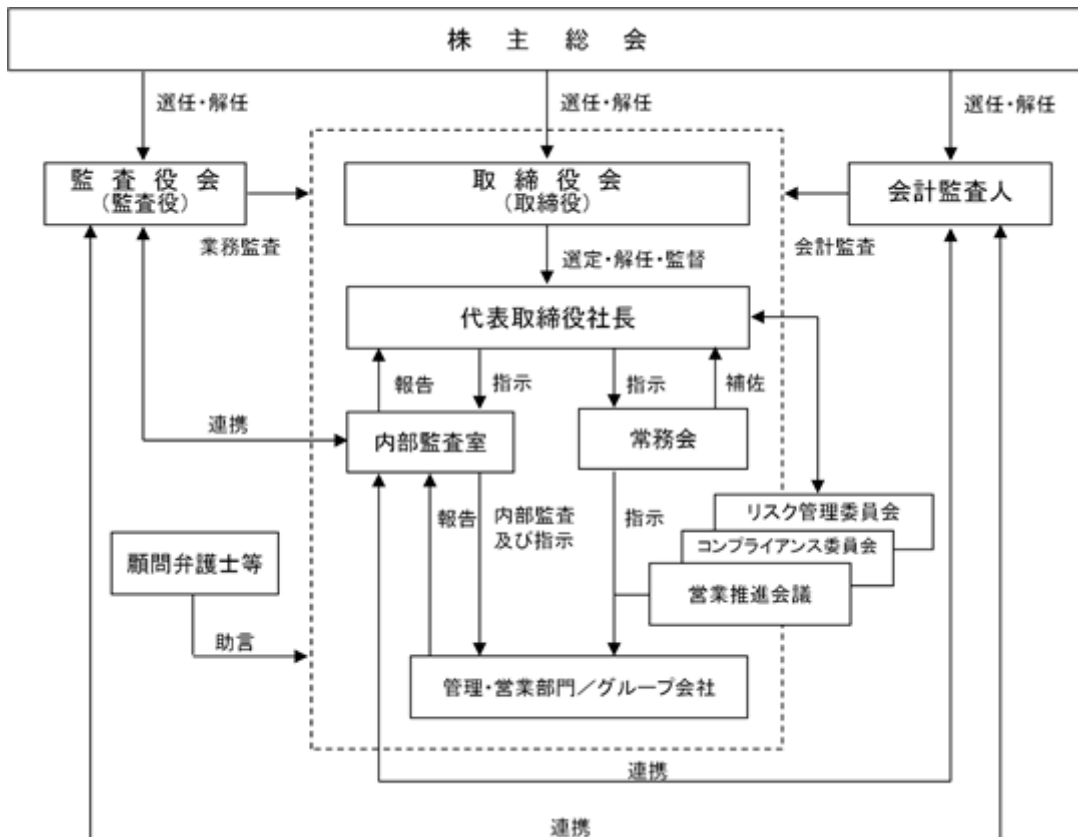 株主総会
選任・解任
選任・解任
選任・解任
監査役会
(監査役)
取締役会
(取締役)
会計監査人
業務監査
会計監査
選定・解任・監督
代表取締役社長
報告
指示
指示
補佐
連携
内部監査室
常務会
報告
内部監査
及び指示
指示
リスク管理委員会
コンプライアンス委員会
営業推進会議
顧問弁護士等
助言
管理・営業部門／グループ会社
連携
連携